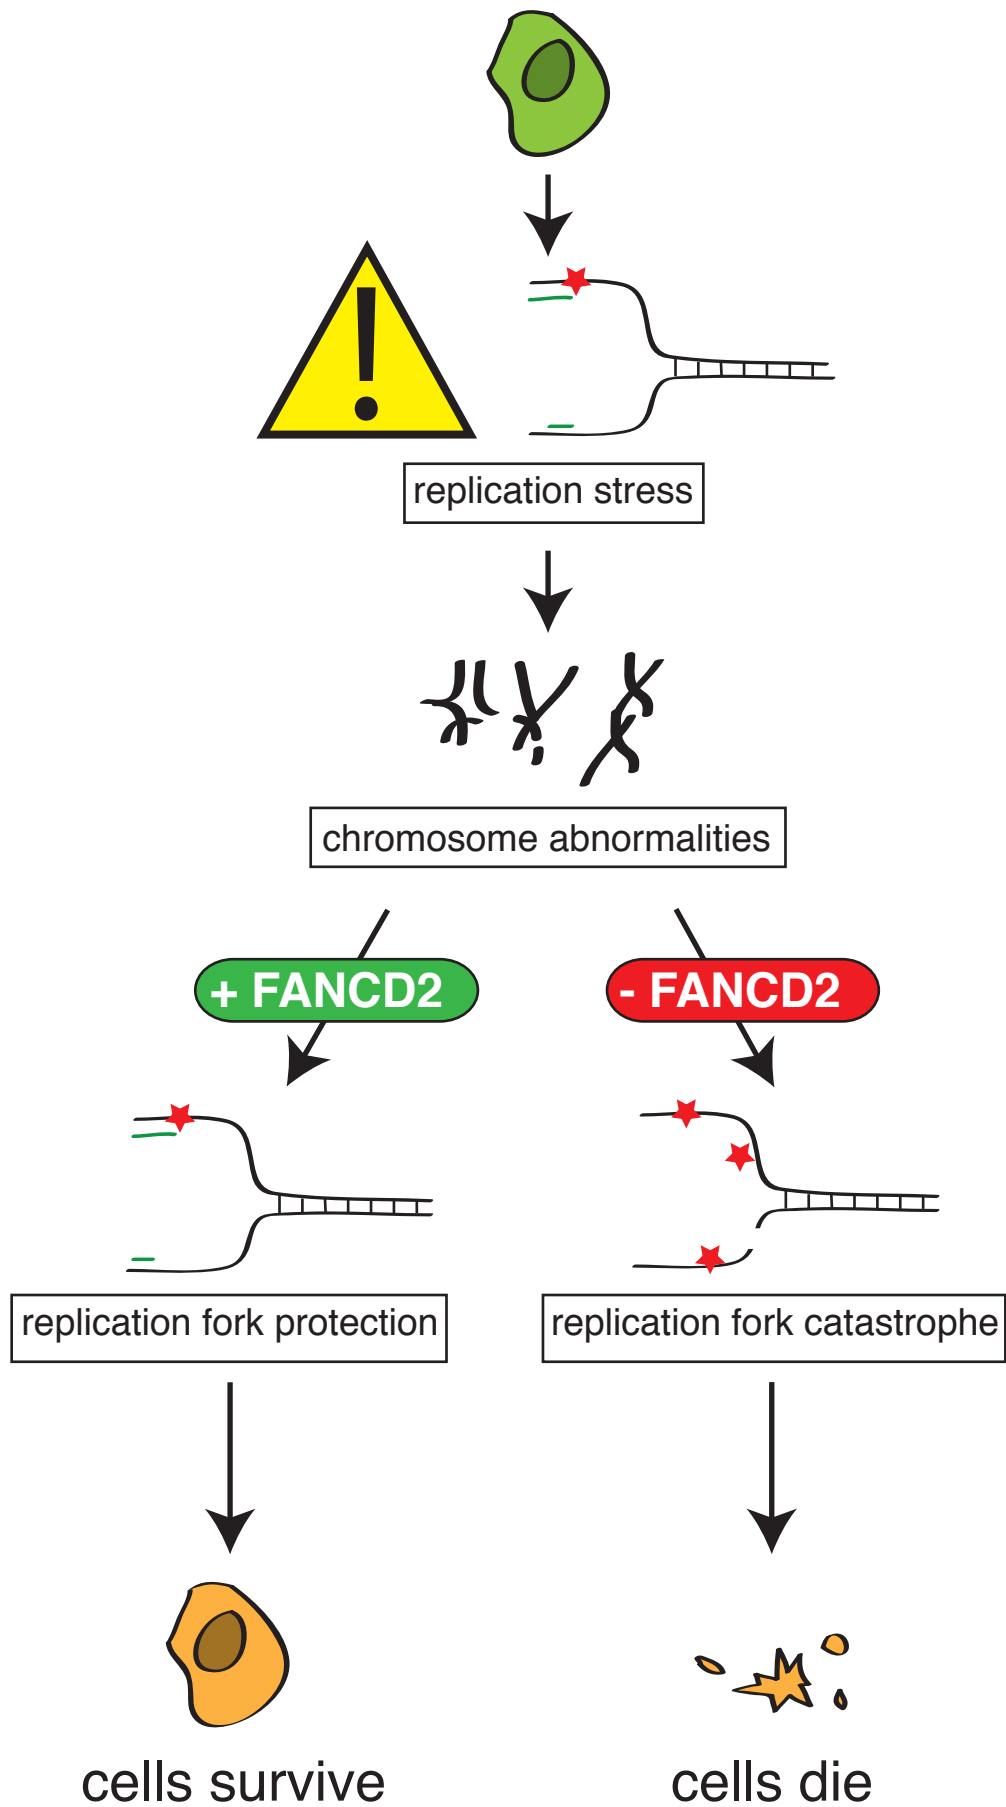 !
replication stress
chromosome abnormalities
+ FANCD2
- FANCD2
replication fork protection
replication fork catastrophe
cells survive
cells die